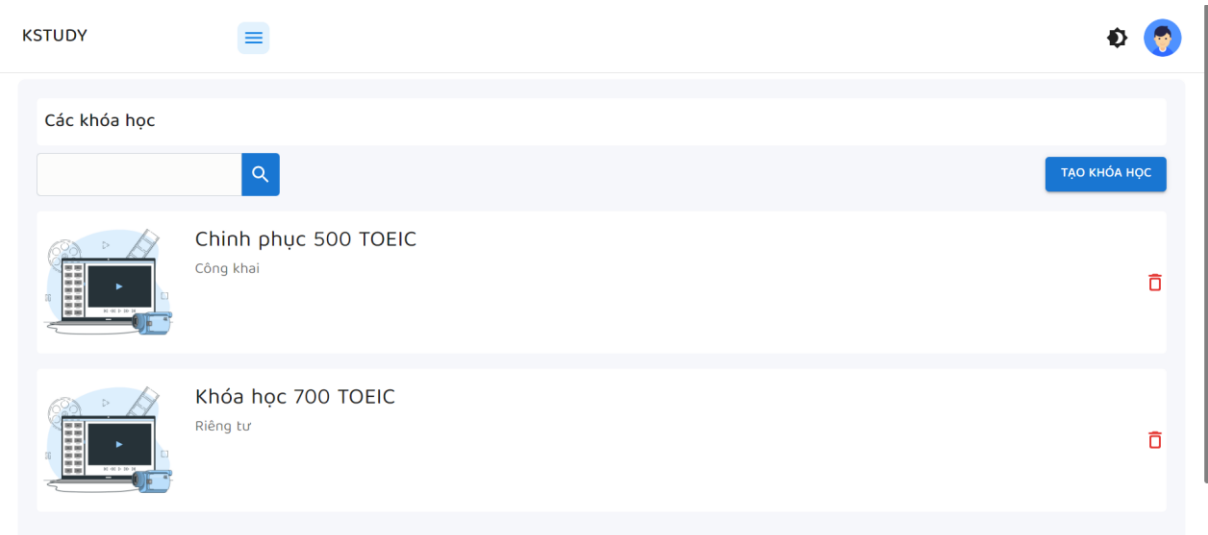 KSTUDY
Các khóa học
TẠO KHÓA HỌC
Chinh phục 500 TOEIC
Công khai
Khóa học 700 TOEIC
Riêng tư